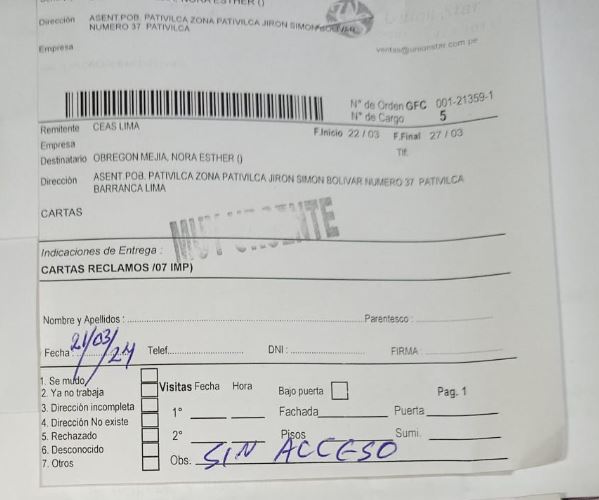 Dirección ASENT.POB. PATIVILCA ZONA PATIVILCA JIRON SIMON BOLIVAR
NUMERO 37 PATIVILCA
Empresa
ventas@unionstar.com.pe
N° de Orden GFC 001-21359-1
N° de Cargo 5
Remitente CEAS LIMA
F.Inicio 22 / 03 F.Final 27 / 03
Empresa
Tlf.
Destinatario OBREGON MEJIA, NORA ESTHER ()
Dirección ASENT.POB. PATIVILCA ZONA PATIVILCA JIRON SIMON BOLIVAR NUMERO 37 PATIVILCA
BARRANCA LIMA
CARTAS
MUY URGENTE
Indicaciones de Entrega :
CARTAS RECLAMOS /07 IMP)
Nombre y Apellidos : Parentesco :
Fecha : 21/03/24 Telef. DNI : FIRMA :
1. Se mudo
2. Ya no trabaja
3. Dirección incompleta
4. Dirección No existe
5. Rechazado
6. Desconocido
7. Otros
Visitas Fecha Hora Bajo puerta Pag. 1
1° Fachada Puerta
2° Pisos Sumi.
Obs. SIN ACCESO